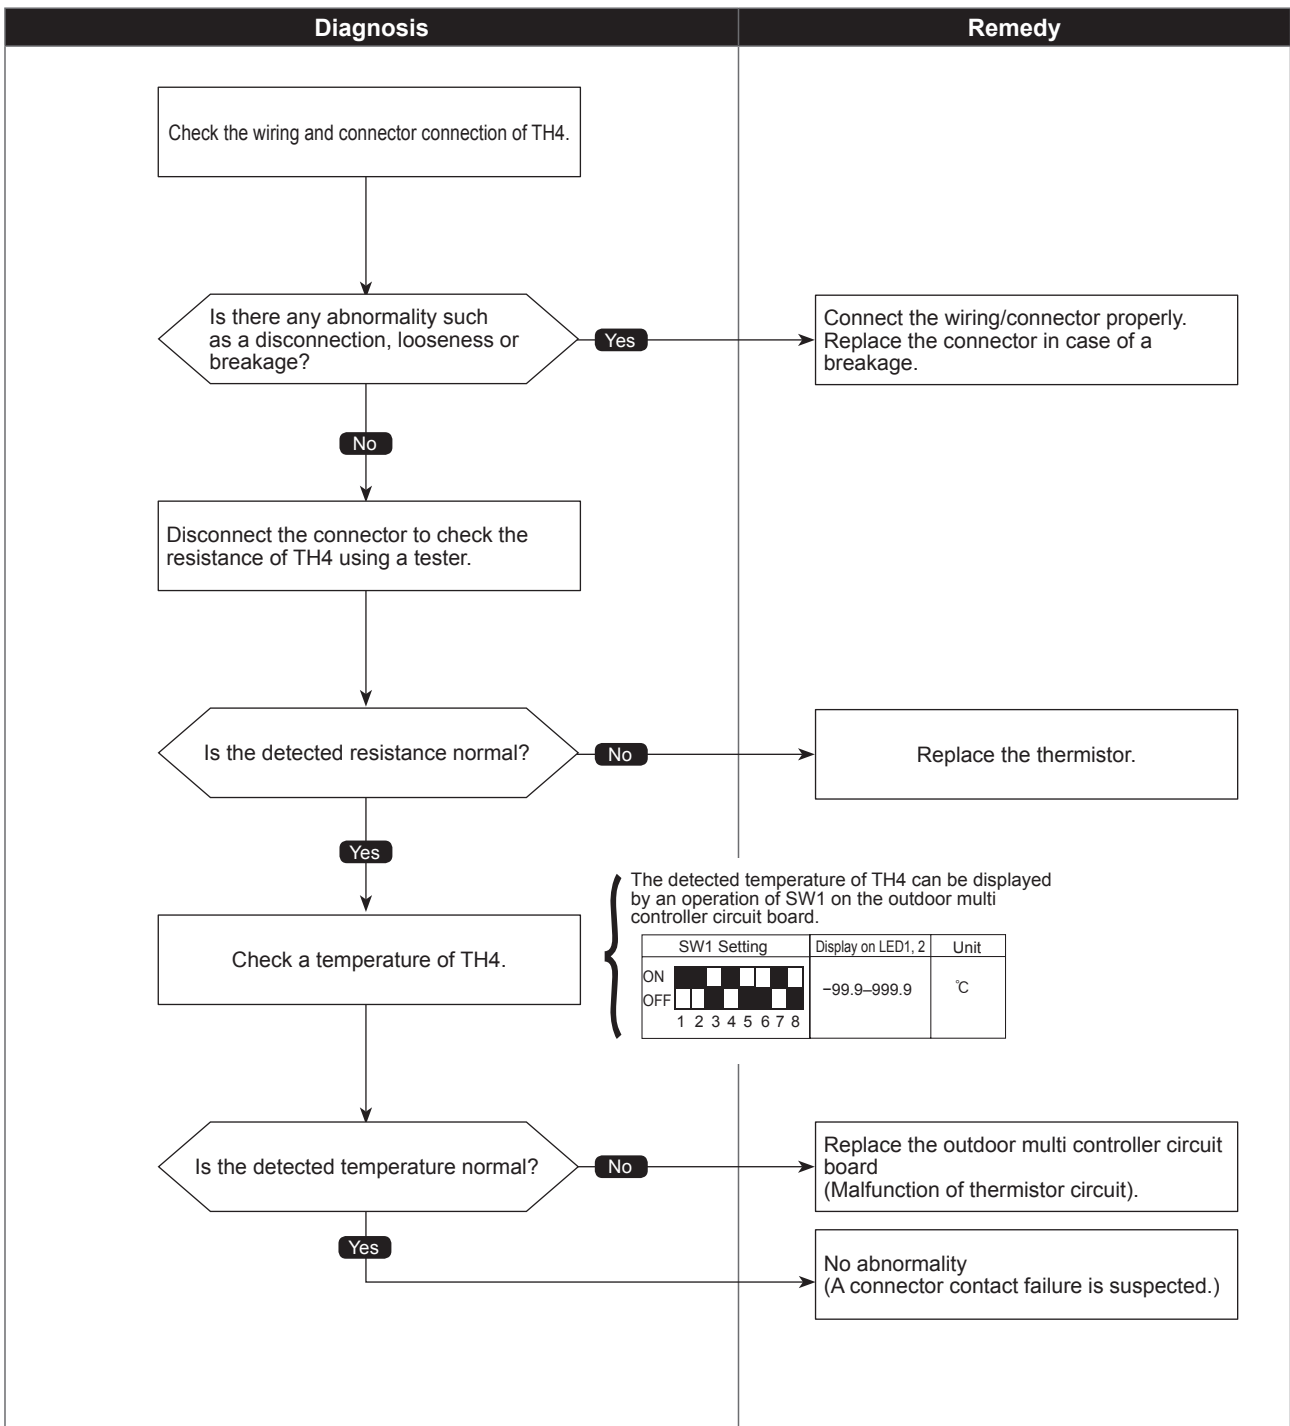 Diagnosis
Remedy
Check the wiring and connector connection of TH4.
Is there any abnormality such
as a disconnection, looseness or
breakage?
Yes
Connect the wiring/connector properly.
Replace the connector in case of a
breakage.
No
Disconnect the connector to check the
resistance of TH4 using a tester.
Is the detected resistance normal?
No
Replace the thermistor.
Yes
The detected temperature of TH4 can be displayed
by an operation of SW1 on the outdoor multi
controller circuit board.
Check a temperature of TH4.
SW1 Setting
Display on LED1, 2
Unit
ON
OFF
1 2 3 4 5 6 7 8
−99.9–999.9
℃
Is the detected temperature normal?
No
Replace the outdoor multi controller circuit
board
(Malfunction of thermistor circuit).
Yes
No abnormality
(A connector contact failure is suspected.)